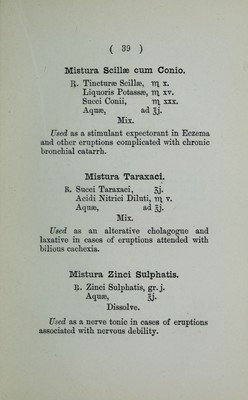 ( 39 )
Mistura Scillæ cum Conio.
℞. Tincturæ Scillæ, ♏ x.
Liquoris Potassæ, ♏ xv.
Succi Conii, ♏ xxx.
Aquæ, ad ℥j.
Mix.
Used as a stimulant expectorant in Eczema
and other eruptions complicated with chronic
bronchial catarrh.
Mistura Taraxaci.
R. Succi Taraxaci, ʒj.
Acidi Nitrici Diluti, ♏ v.
Aquæ, ad ℥j.
Mix.
Used as an alterative cholagogue and
laxative in cases of eruptions attended with
bilious cachexia.
Mistura Zinci Sulphatis.
℞. Zinci Sulphatis, gr. j.
Aquæ, ℥j.
Dissolve.
Used as a nerve tonic in cases of eruptions
associated with nervous debility.